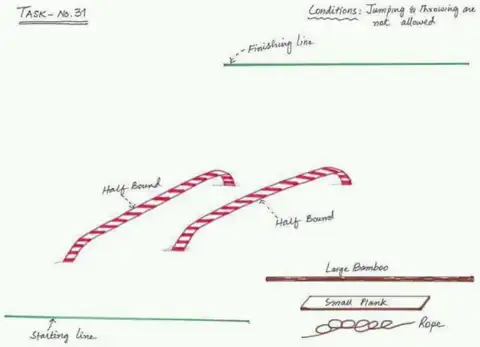 TASK - No. 31
Conditions: Jumping & Throwing are
not allowed
Finishing line
Half Bound
Half Bound
Large Bamboo
Small Plank
Rope
Starting line